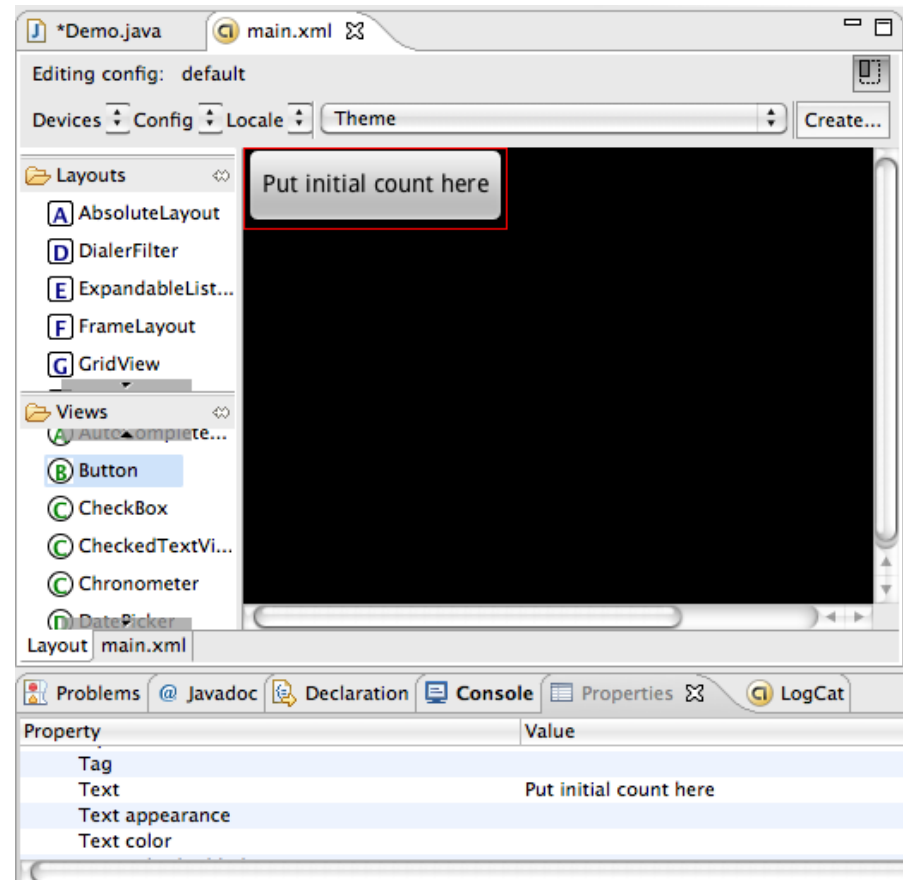 *Demo.java main.xml
Editing config: default
Devices Config Locale Theme Create...
Layouts
A AbsoluteLayout
D DialerFilter
E ExpandableList...
F FrameLayout
G GridView
Views
A AutoComplete...
B Button
C CheckBox
C CheckedTextVi...
C Chronometer
D DatePicker
Put initial count here
Layout main.xml
Problems @ Javadoc Declaration Console Properties LogCat
Property Value
Tag
Text Put initial count here
Text appearance
Text color